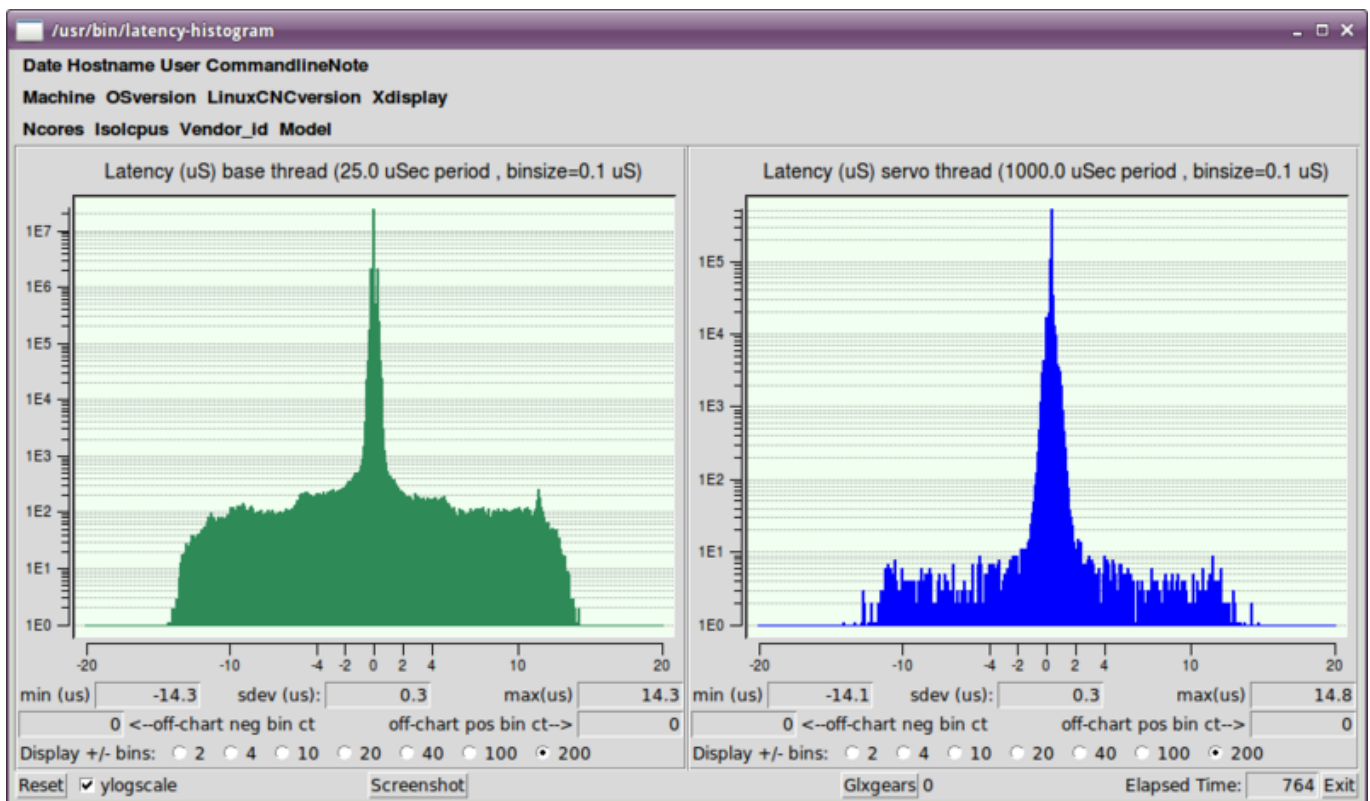 /usr/bin/latency-histogram
Date Hostname User CommandlineNote
Machine OSversion LinuxCNCversion Xdisplay
Ncores Isolcpus Vendor_id Model
Latency (uS) base thread (25.0 uSec period , binsize=0.1 uS)
1E7
1E6
1E5
1E4
1E3
1E2
1E1
1E0
-20 -10 -4 -2 0 2 4 10 20
min (us) -14.3 sdev (us): 0.3 max(us) 14.3
0 <--off-chart neg bin ct off-chart pos bin ct--> 0
Display +/- bins: 2 4 10 20 40 100 200
Latency (uS) servo thread (1000.0 uSec period , binsize=0.1 uS)
1E5
1E4
1E3
1E2
1E1
1E0
-20 -10 -4 -2 0 2 4 10 20
min (us) -14.1 sdev (us): 0.3 max(us) 14.8
0 <--off-chart neg bin ct off-chart pos bin ct--> 0
Display +/- bins: 2 4 10 20 40 100 200
Reset ylogscale Screenshot Glxgears 0 Elapsed Time: 764 Exit